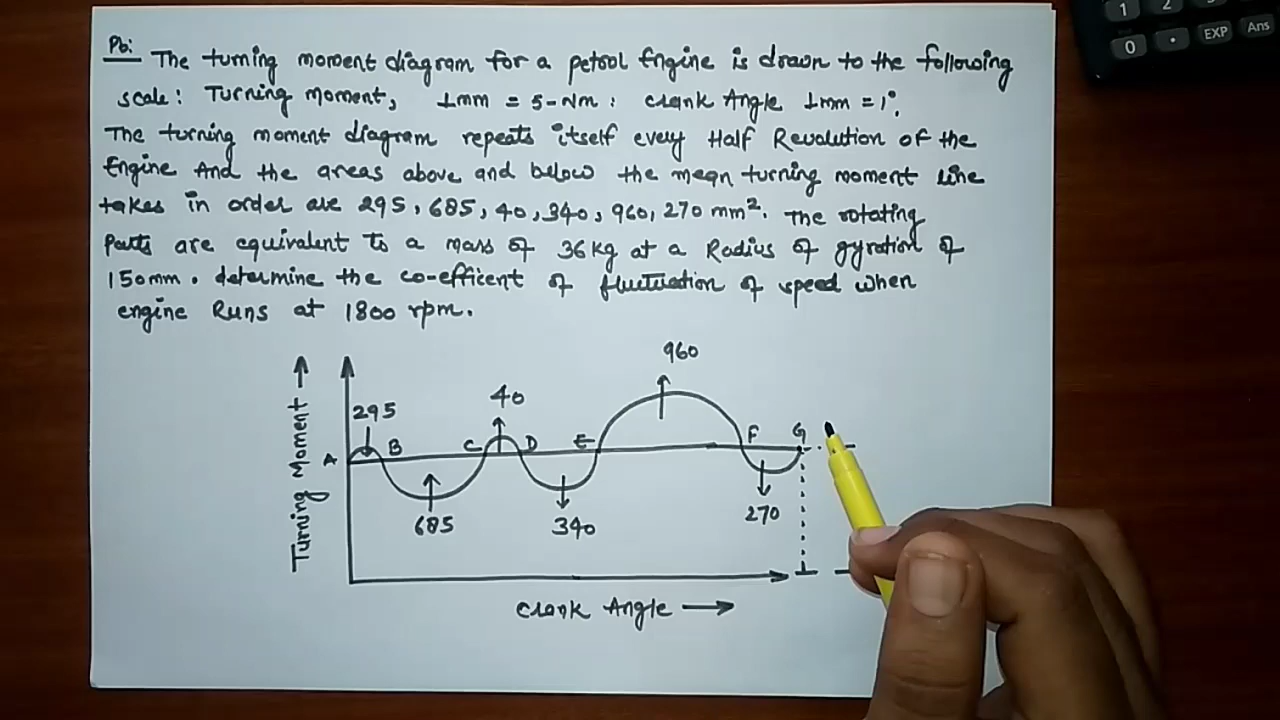 Pb: The turning moment diagram for a petrol Engine is drawn to the following
scale: Turning Moment, 1mm = 5-Nm: Crank Angle 1mm = 1°.
The turning moment diagram repeats itself every Half Revolution of the
Engine And the areas above and below the mean turning moment line
takes in order are 295, 685, 40, 340, 960, 270 mm². The rotating
Parts are equivalent to a mass of 36 kg at a Radius of gyration of
150mm. determine the co-efficent of fluctuation of speed when
engine Runs at 1800 rpm.
960
295
40
A B C D E F G
685
340
270
Turning Moment →
Crank Angle →
1 2
0 . EXP Ans